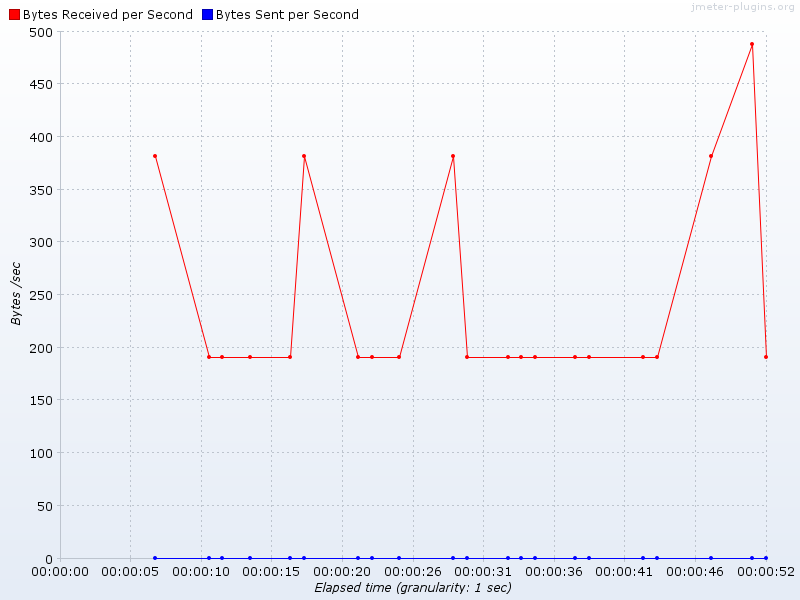 jmeter-plugins.org
Bytes Received per Second Bytes Sent per Second
500
450
400
350
300
250
200
150
100
50
0
Bytes /sec
00:00:00 00:00:05 00:00:10 00:00:15 00:00:20 00:00:26 00:00:31 00:00:36 00:00:41 00:00:46 00:00:52
Elapsed time (granularity: 1 sec)